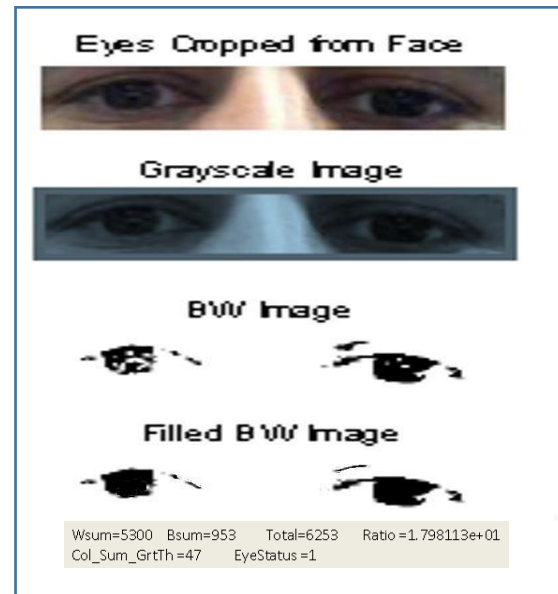 Eyes Cropped from Face
Grayscale Image
BW Image
Filled BW Image
Wsum=5300 Bsum=953 Total=6253 Ratio =1.798113e+01
Col_Sum_GrtTh =47 EyeStatus =1